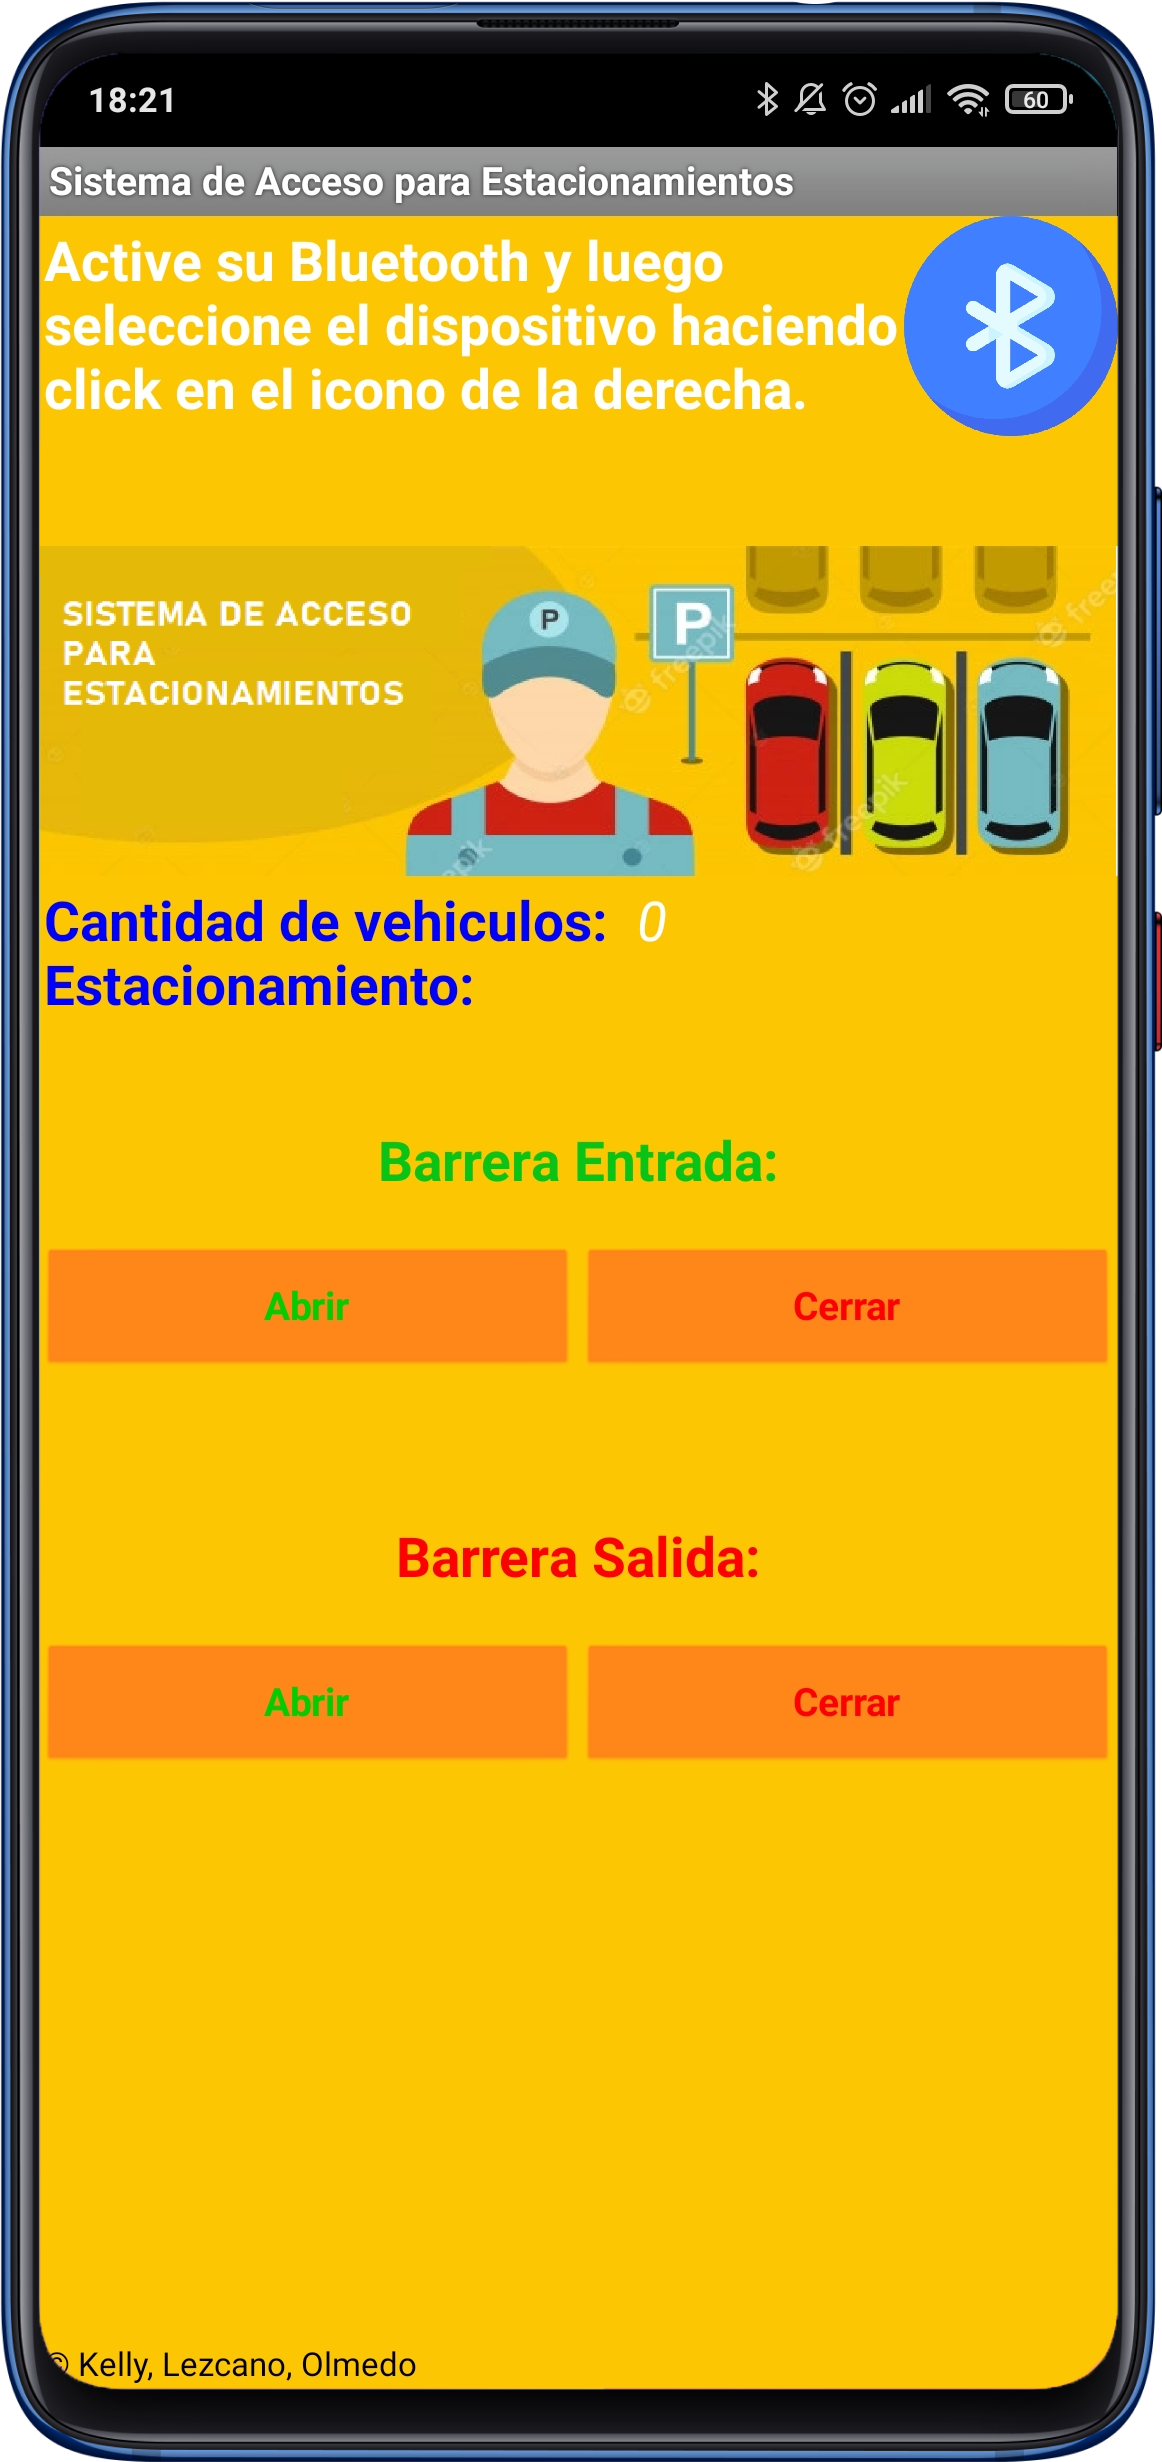 18:21
60
Sistema de Acceso para Estacionamientos
Active su Bluetooth y luego
seleccione el dispositivo haciendo
click en el icono de la derecha.
SISTEMA DE ACCESO
PARA
ESTACIONAMIENTOS
P
P
freepik
freepik
freepik
Cantidad de vehiculos: 0
Estacionamiento:
Barrera Entrada:
Abrir Cerrar
Barrera Salida:
Abrir Cerrar
© Kelly, Lezcano, Olmedo